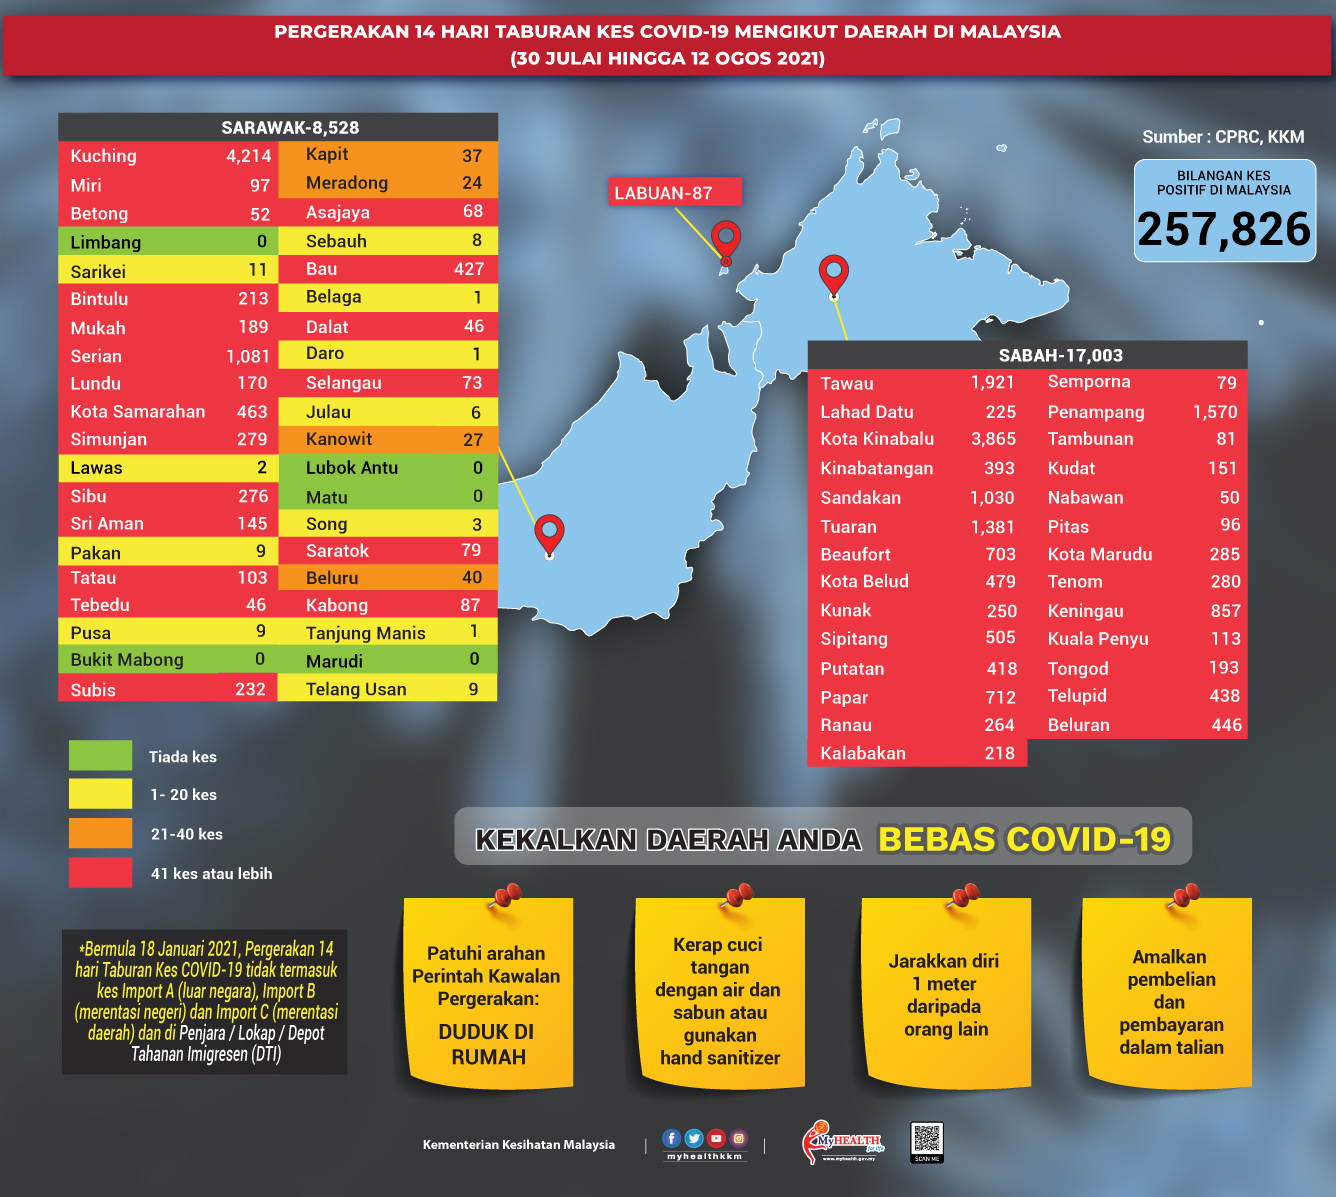 PERGERAKAN 14 HARI TABURAN KES COVID-19 MENGIKUT DAERAH DI MALAYSIA
(30 JULAI HINGGA 12 OGOS 2021)
SARAWAK-8,528
Kuching 4,214
Miri 97
Betong 52
Limbang 0
Sarikei 11
Bintulu 213
Mukah 189
Serian 1,081
Lundu 170
Kota Samarahan 463
Simunjan 279
Lawas 2
Sibu 276
Sri Aman 145
Pakan 9
Tatau 103
Tebedu 46
Pusa 9
Bukit Mabong 0
Subis 232
Kapit 37
Meradong 24
Asajaya 68
Sebauh 8
Bau 427
Belaga 1
Dalat 46
Daro 1
Selangau 73
Julau 6
Kanowit 27
Lubok Antu 0
Matu 0
Song 3
Saratok 79
Beluru 40
Kabong 87
Tanjung Manis 1
Marudi 0
Telang Usan 9
LABUAN-87
Sumber : CPRC, KKM
BILANGAN KES
POSITIF DI MALAYSIA
257,826
SABAH-17,003
Tawau 1,921
Lahad Datu 225
Kota Kinabalu 3,865
Kinabatangan 393
Sandakan 1,030
Tuaran 1,381
Beaufort 703
Kota Belud 479
Kunak 250
Sipitang 505
Putatan 418
Papar 712
Ranau 264
Kalabakan 218
Semporna 79
Penampang 1,570
Tambunan 81
Kudat 151
Nabawan 50
Pitas 96
Kota Marudu 285
Tenom 280
Keningau 857
Kuala Penyu 113
Tongod 193
Telupid 438
Beluran 446
Tiada kes
1- 20 kes
21-40 kes
41 kes atau lebih
KEKALKAN DAERAH ANDA BEBAS COVID-19
*Bermula 18 Januari 2021, Pergerakan 14
hari Taburan Kes COVID-19 tidak termasuk
kes Import A (luar negara), Import B
(merentasi negeri) dan Import C (merentasi
daerah) dan di Penjara / Lokap / Depot
Tahanan Imigresen (DTI)
Patuhi arahan
Perintah Kawalan
Pergerakan:
DUDUK DI
RUMAH
Kerap cuci
tangan
dengan air dan
sabun atau
gunakan
hand sanitizer
Jarakkan diri
1 meter
daripada
orang lain
Amalkan
pembelian
dan
pembayaran
dalam talian
Kementerian Kesihatan Malaysia
myhealthkkm
MyHEALTH
for life
www.myhealth.gov.my
SCAN ME